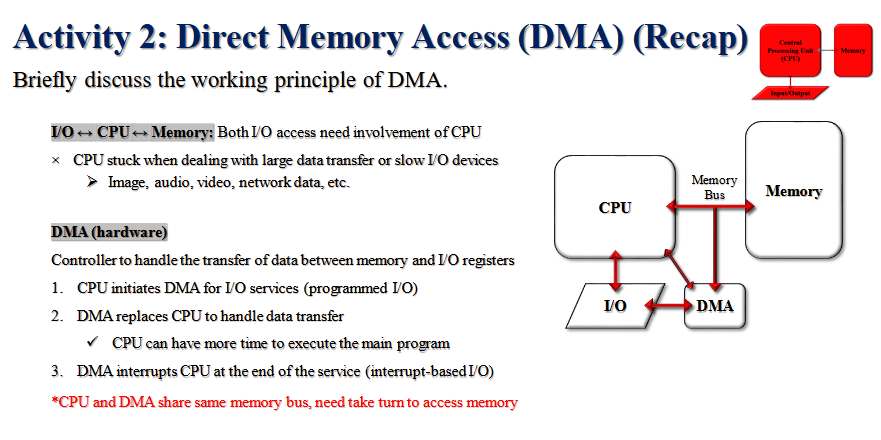 Activity 2: Direct Memory Access (DMA) (Recap)
Briefly discuss the working principle of DMA.
Central
Processing Unit
(CPU)
Memory
Input/Output
I/O ↔ CPU ↔ Memory: Both I/O access need involvement of CPU
× CPU stuck when dealing with large data transfer or slow I/O devices
➢ Image, audio, video, network data, etc.
DMA (hardware)
Controller to handle the transfer of data between memory and I/O registers
1. CPU initiates DMA for I/O services (programmed I/O)
2. DMA replaces CPU to handle data transfer
✓ CPU can have more time to execute the main program
3. DMA interrupts CPU at the end of the service (interrupt-based I/O)
*CPU and DMA share same memory bus, need take turn to access memory
CPU
Memory
Bus
Memory
I/O
DMA